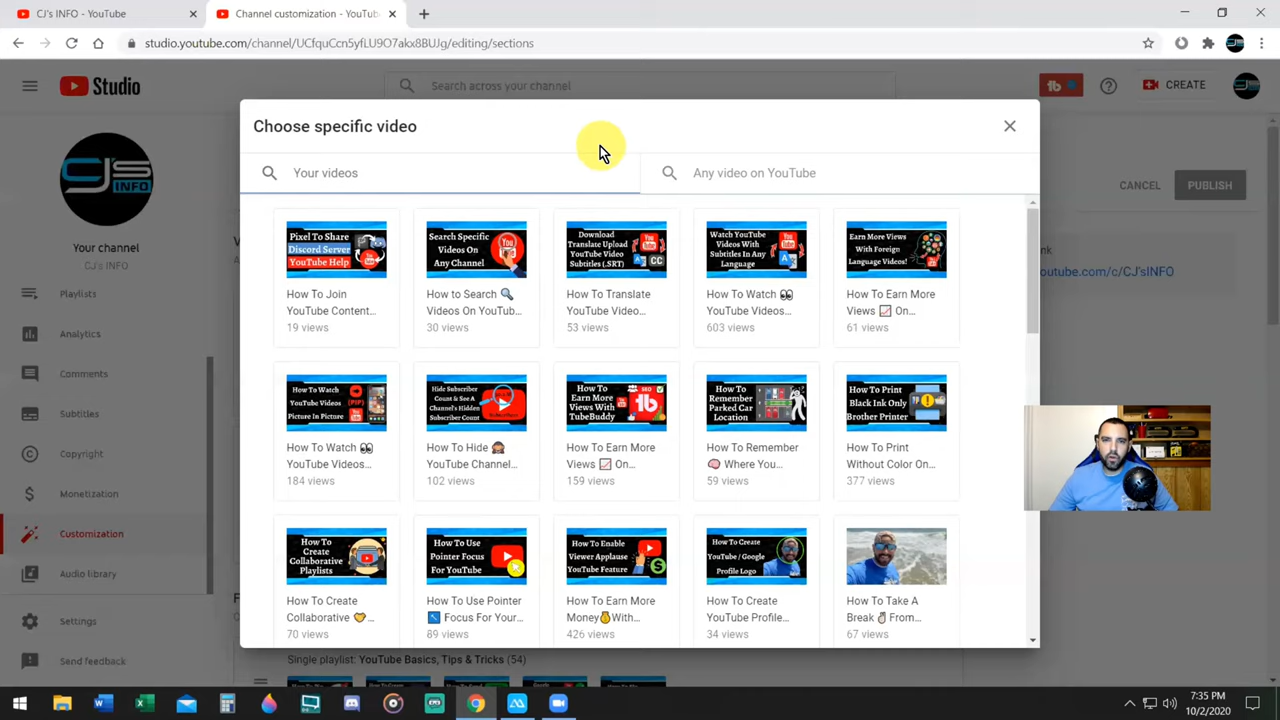 CJ's INFO - YouTube
Channel customization - YouTub
studio.youtube.com/channel/UCfquCcn5yfLU9O7akx8BUJg/editing/sections
Studio
Search across your channel
CREATE
CJ'S
INFO
Your channel
CJ's INFO
Playlists
Analytics
Comments
Subtitles
Copyright
Monetization
Customization
Audio library
Settings
Send feedback
CANCEL
PUBLISH
outube.com/c/CJ'sINFO
Choose specific video
Your videos
Any video on YouTube
Pixel To Share
Discord Server
YouTube Help
How To Join
YouTube Content...
19 views
Search Specific
Videos On
Any Channel
How to Search 🔍
Videos On YouTub...
30 views
Download
Translate Upload
YouTube Video
Subtitles (.SRT)
How To Translate
YouTube Video...
53 views
Watch YouTube
Videos With
Subtitles In Any
Language
How To Watch 👀
YouTube Videos...
603 views
Earn More Views
With Foreign
Language Videos!
How To Earn More
Views 📈 On...
61 views
How To Watch
YouTube Videos
Picture In Picture
How To Watch 👀
YouTube Videos...
184 views
Hide Subscriber
Count & See A
Channel's Hidden
Subscriber Count
How To Hide 🙈
YouTube Channel...
102 views
How To
Earn More
Views With
TubeBuddy
How To Earn More
Views 📈 On...
159 views
How To
Remember
Parked Car
Location
How To Remember
🧠 Where You...
59 views
How To Print
Black Ink Only
Brother Printer
How To Print
Without Color On...
377 views
How To
Create
Collaborative
Playlists
How To Create
Collaborative 🤝...
70 views
How To Use
Pointer Focus
For YouTube
How To Use Pointer
↖ Focus For Your...
89 views
How To Enable
Viewer Applause
YouTube Feature
How To Earn More
Money💰With...
426 views
How To Create
YouTube / Google
Profile Logo
How To Create
YouTube Profile...
34 views
How To Take A
Break ✌ From...
67 views
Single playlist: YouTube Basics, Tips & Tricks (54)
7:35 PM
10/2/2020